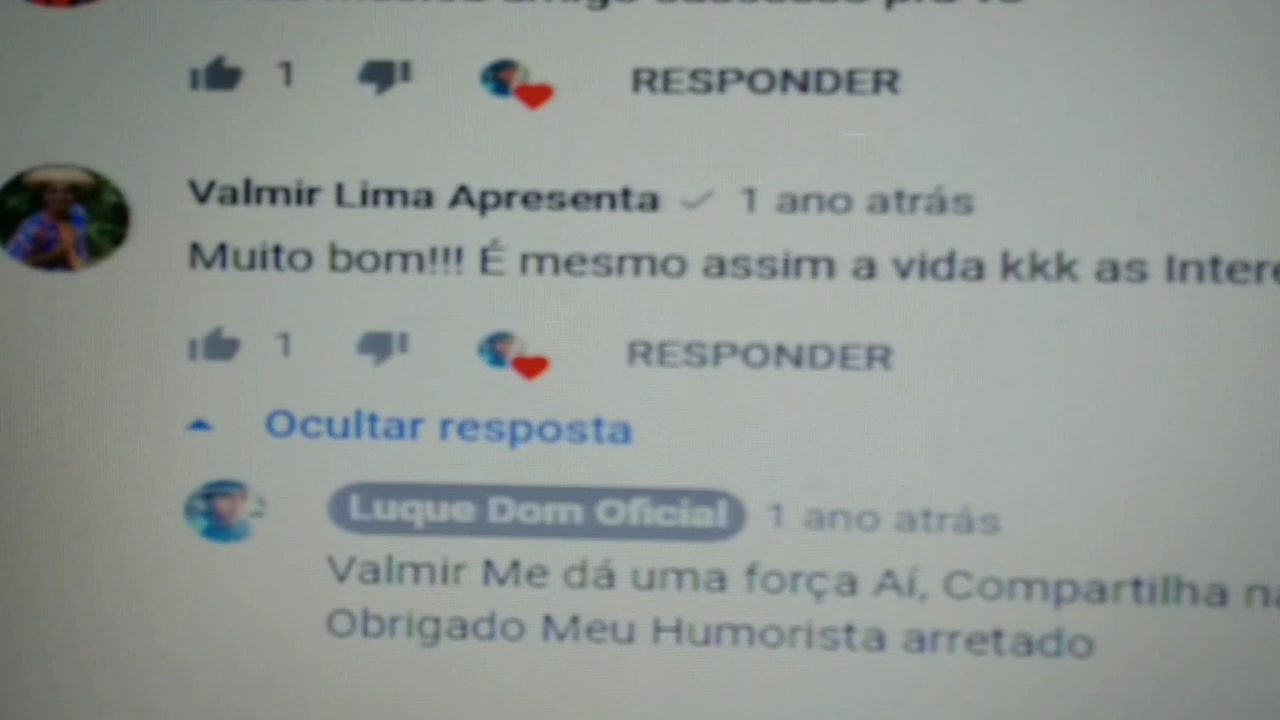 1 RESPONDER
Valmir Lima Apresenta 1 ano atrás
Muito bom!!! É mesmo assim a vida kkk as
1 RESPONDER
Ocultar resposta
Luque Dom Oficial 1 ano atrás
Valmir Me dá uma força Aí, Compartilha
Obrigado Meu Humorista arretado